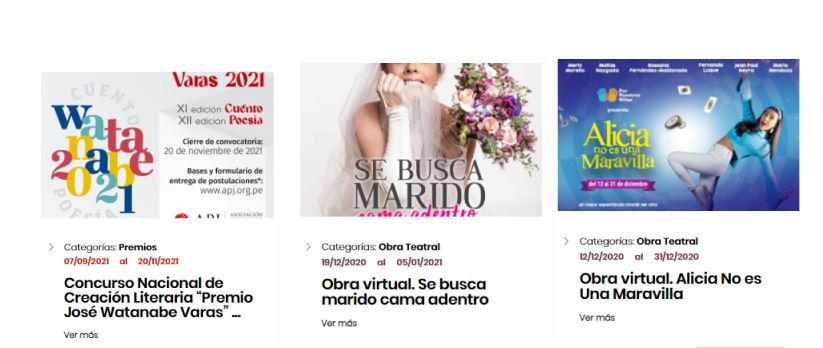 Varas 2021
CUENTO
POESÍA
watanabe
2021
XI edición Cuento
XII edición Poesía
Cierre de convocatoria:
20 de noviembre de 2021
Bases y formulario de
entrega de postulaciones*:
www.apj.org.pe
APJ ASOCIACIÓN
Categorías: Premios
07/09/2021 al 20/11/2021
Concurso Nacional de
Creación Literaria “Premio
José Watanabe Varas” ...
Ver más
SE BUSCA
MARIDO
cama adentro
Categorías: Obra Teatral
19/12/2020 al 05/01/2021
Obra virtual. Se busca
marido cama adentro
Ver más
Merly Morello
Matías Raygada
Rossana Fernández-Maldonado
Fernando Luque
Jean Paul Neyra
Mario Mendoza
Por Nuestros Niños
presenta:
Alicia
no es una
Maravilla
del 12 al 31 de diciembre
¡El mejor espectáculo infantil del año!
Categorías: Obra Teatral
12/12/2020 al 31/12/2020
Obra virtual. Alicia No es
Una Maravilla
Ver más